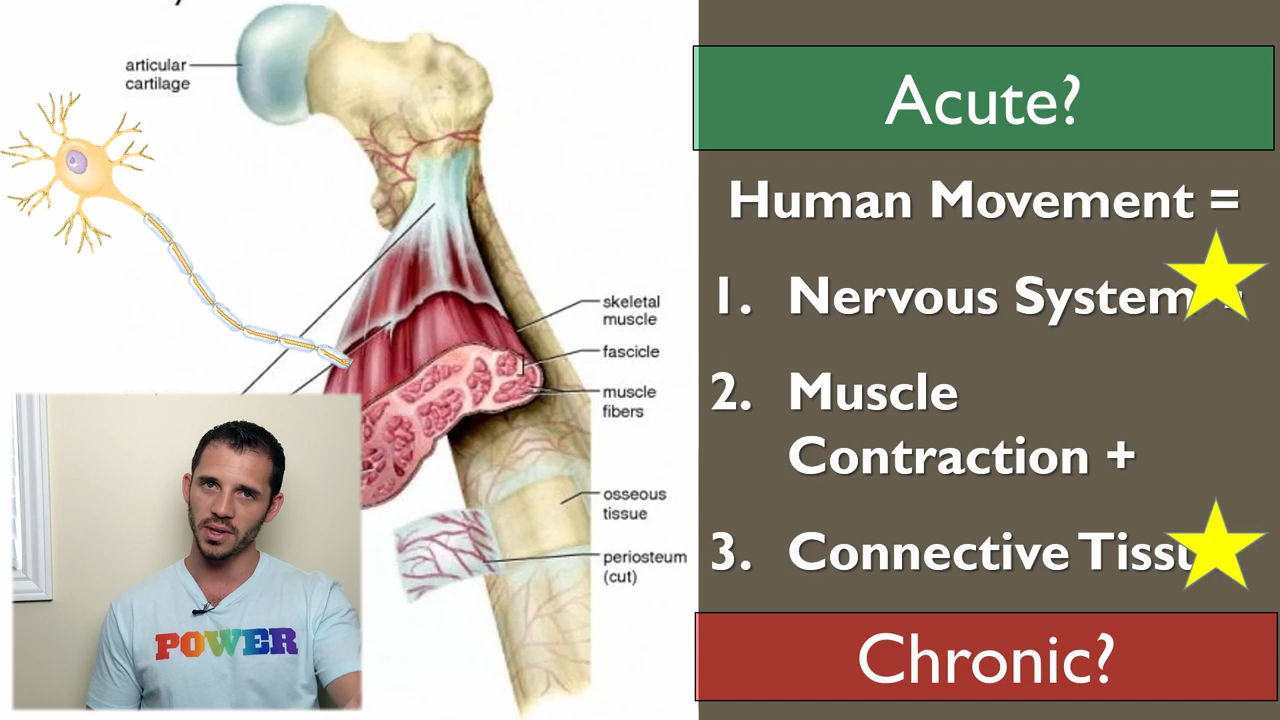 articular
cartilage
skeletal
muscle
fascicle
muscle
fibers
osseous
tissue
periosteum
(cut)
POWER
Acute?
Human Movement =
1. Nervous System
2. Muscle
Contraction +
3. Connective Tissu
Chronic?